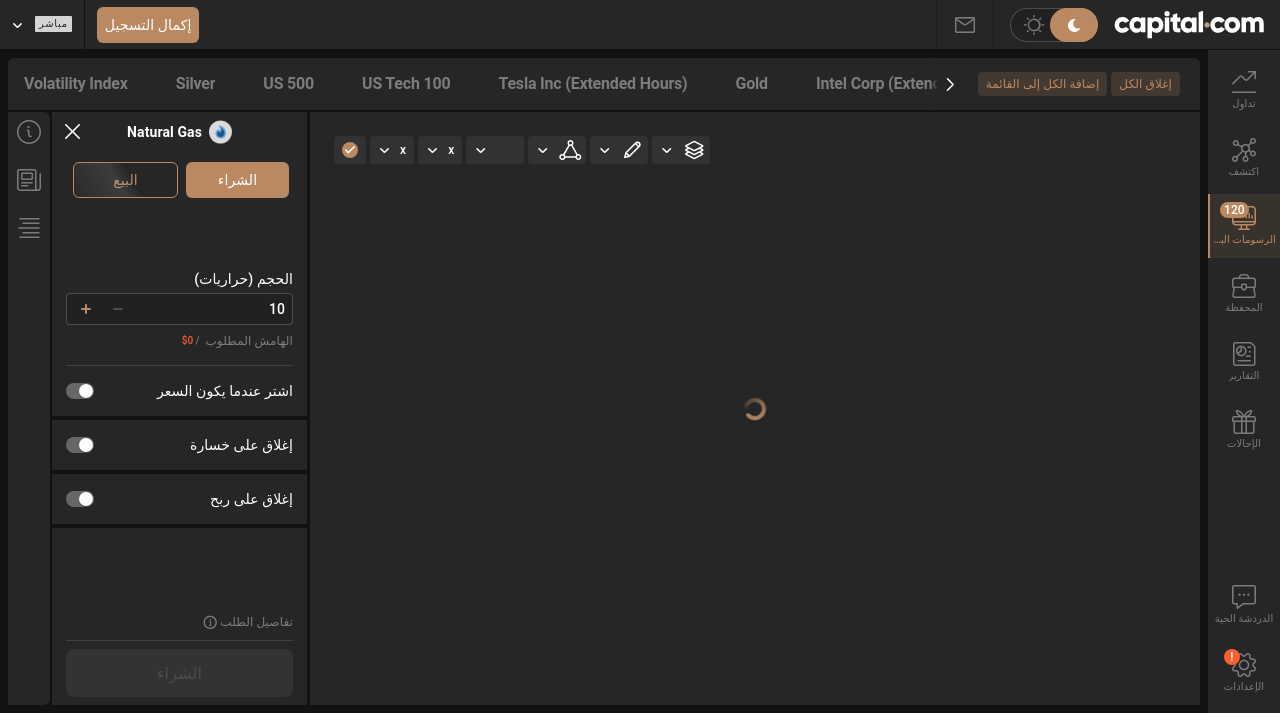 capital.com
إكمال التسجيل
مباشر
إغلاق الكل
إضافة الكل إلى القائمة
Volatility Index
Silver
US 500
US Tech 100
Tesla Inc (Extended Hours)
Gold
Intel Corp
تداول
اكتشف
120
الرسومات
المحفظة
التقارير
الإحالات
الدردشة الحية
!
الإعدادات
x
x
Natural Gas
الشراء
البيع
الحجم (حراريات)
10
الهامش المطلوب / $0
اشتر عندما يكون السعر
إغلاق على خسارة
إغلاق على ربح
تفاصيل الطلب
الشراء